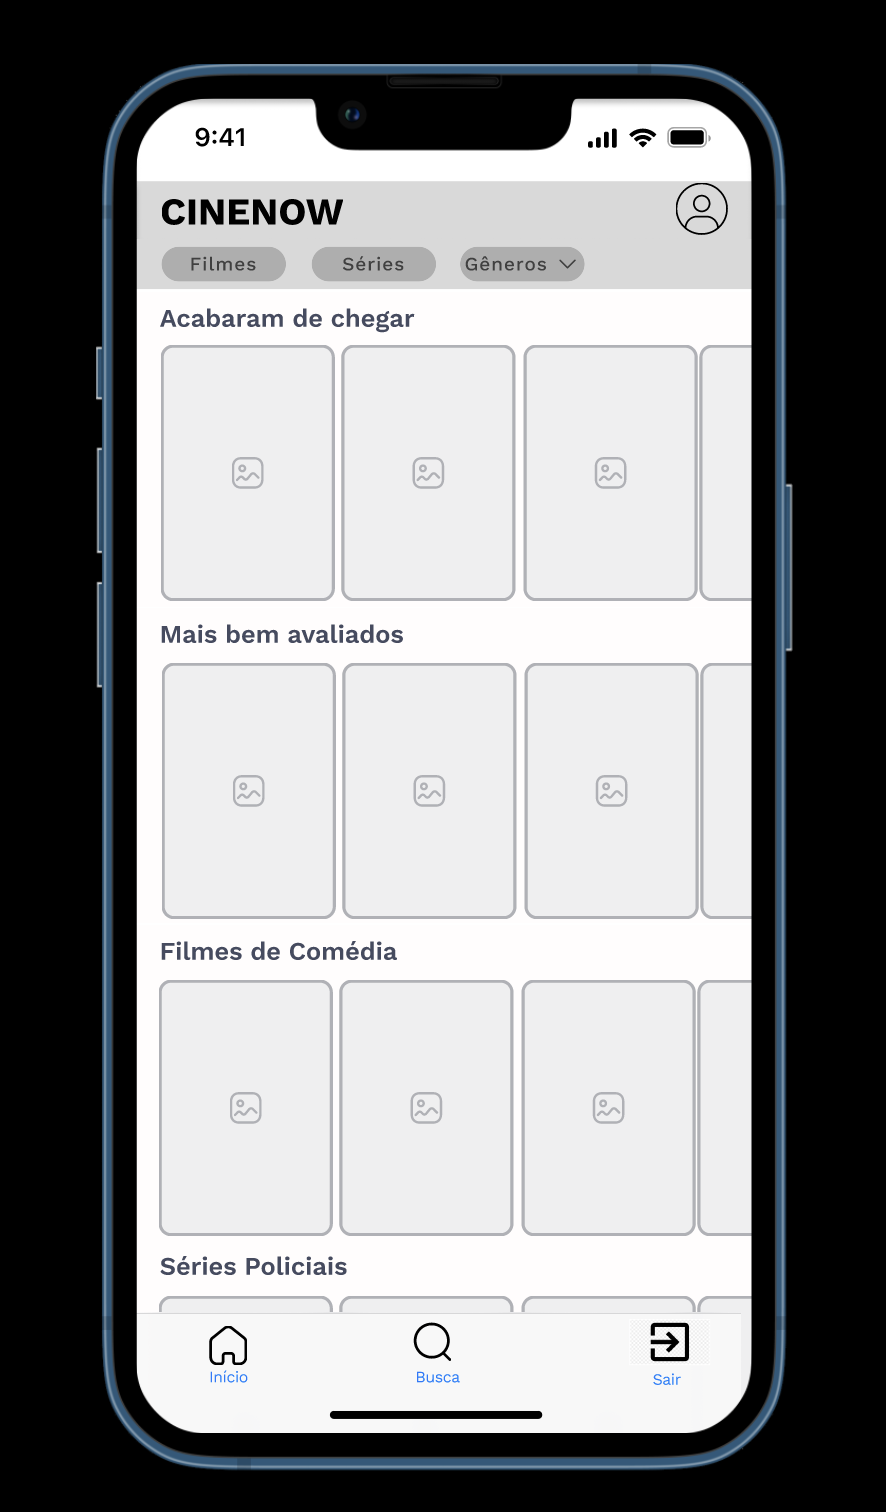 9:41
CINENOW
Filmes Séries Gêneros
Acabaram de chegar
Mais bem avaliados
Filmes de Comédia
Séries Policiais
Início Busca Sair